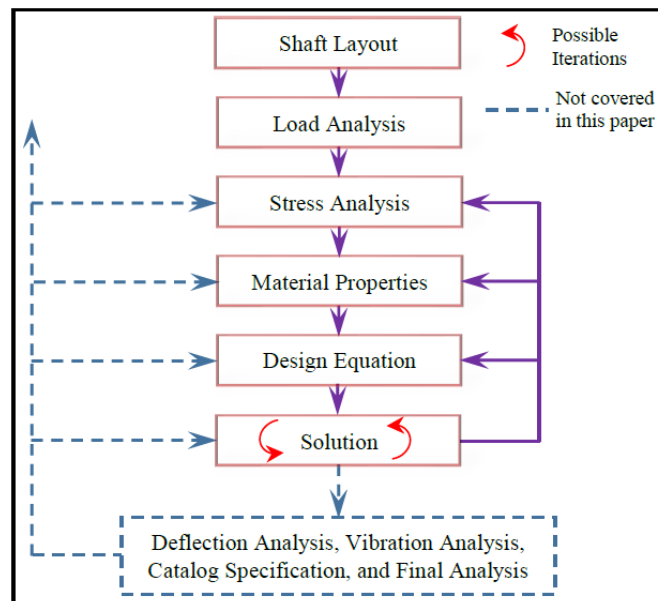 Shaft Layout
Possible
Iterations
Load Analysis
Not covered
in this paper
Stress Analysis
Material Properties
Design Equation
Solution
Deflection Analysis, Vibration Analysis,
Catalog Specification, and Final Analysis